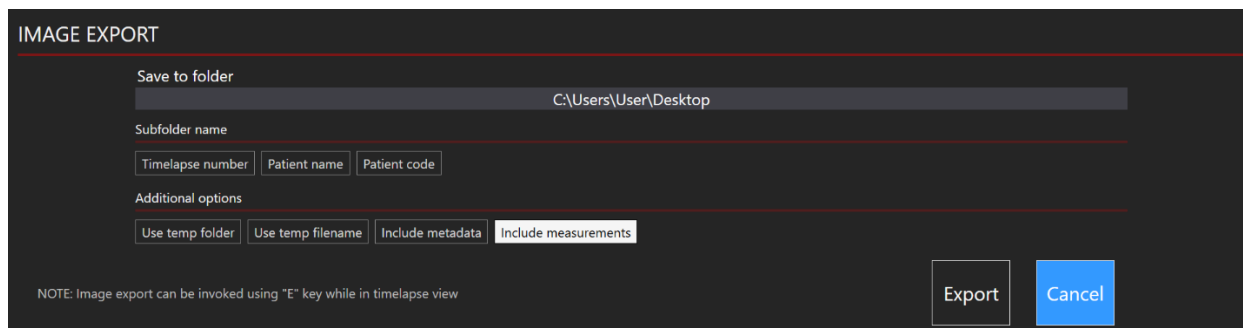 IMAGE EXPORT
Save to folder
C:\Users\User\Desktop
Subfolder name
Timelapse number Patient name Patient code
Additional options
Use temp folder Use temp filename Include metadata Include measurements
NOTE: Image export can be invoked using "E" key while in timelapse view
Export Cancel